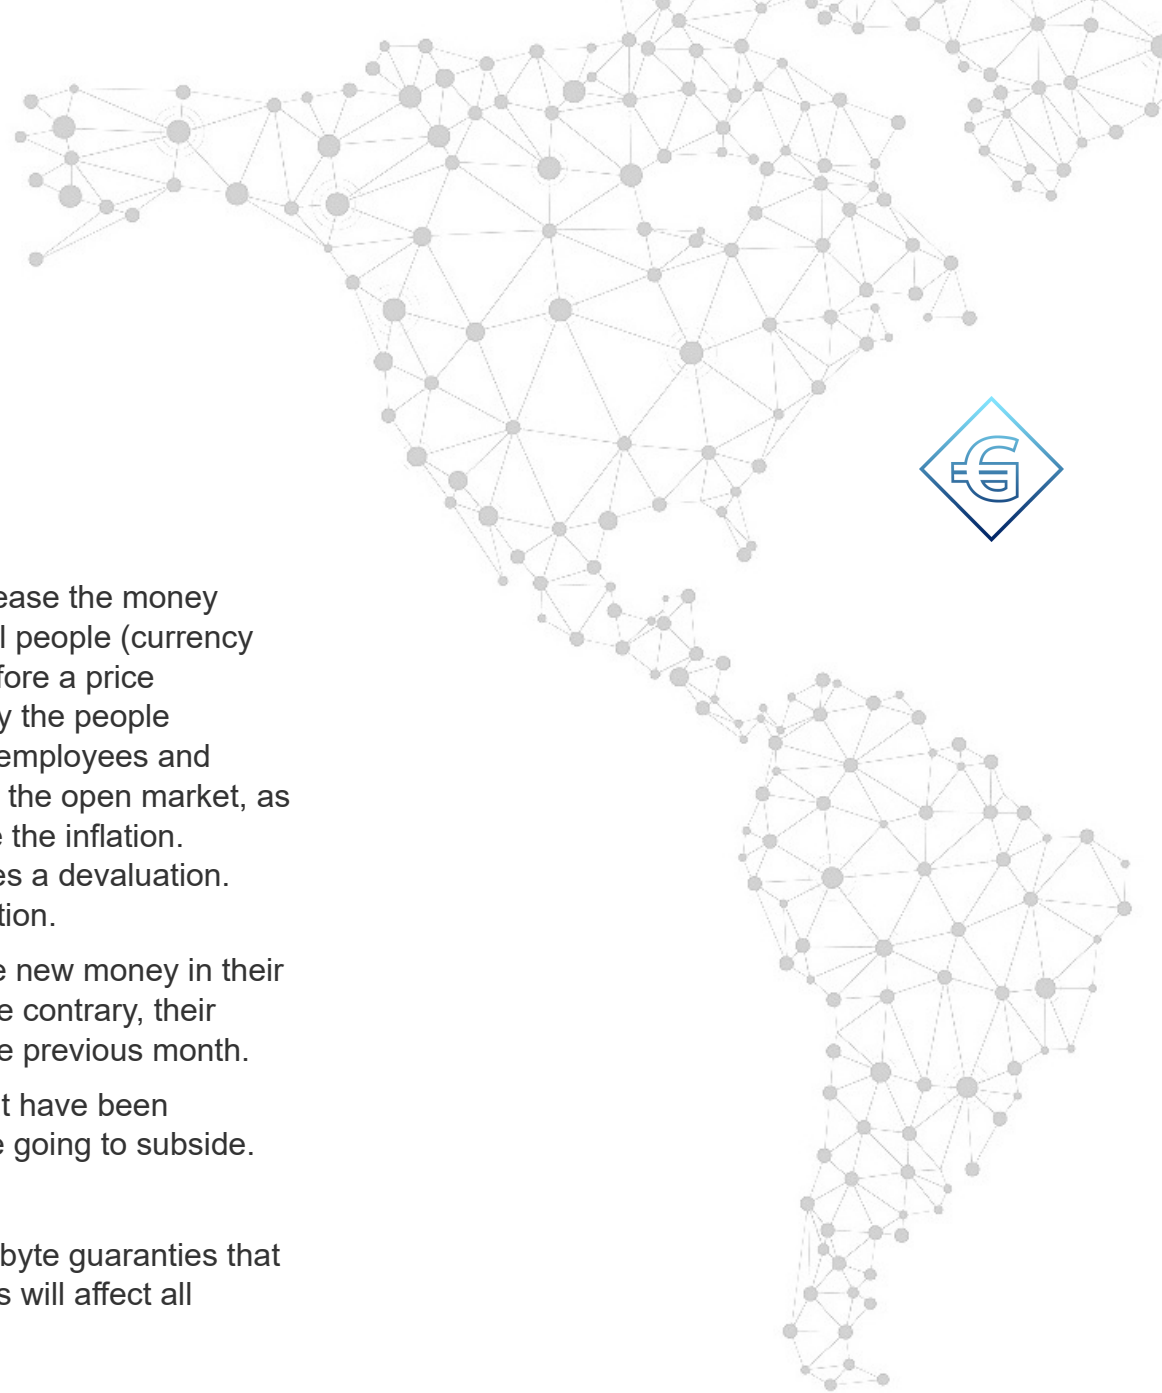 ease the money
l people (currency
fore a price
y the people
employees and
the open market, as
e the inflation.
es a devaluation.
tion.
e new money in their
e contrary, their
e previous month.
t have been
e going to subside.
byte guaranties that
s will affect all